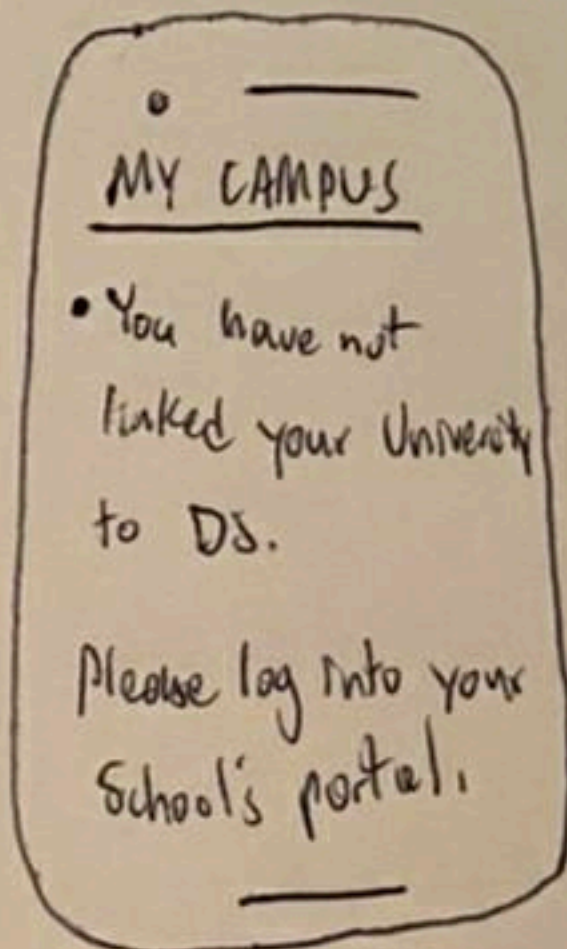 MY CAMPUS
• You have not
linked your University
to DS.
Please log into your
School's portal.